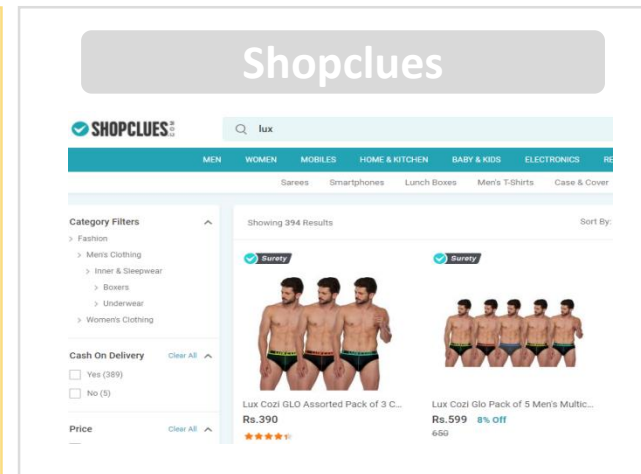 Shopclues
SHOPCLUES.COM
lux
MEN WOMEN MOBILES HOME & KITCHEN BABY & KIDS ELECTRONICS RE
Sarees Smartphones Lunch Boxes Men's T-Shirts Case & Cover
Category Filters
> Fashion
> Men's Clothing
> Inner & Sleepwear
> Boxers
> Underwear
> Women's Clothing
Cash On Delivery Clear All
Yes (389)
No (5)
Price Clear All
Showing 394 Results Sort By:
Surety
Surety
Lux Cozi GLO Assorted Pack of 3 C...
Rs.390
Lux Cozi Glo Pack of 5 Men's Multic...
Rs.599 8% Off
650